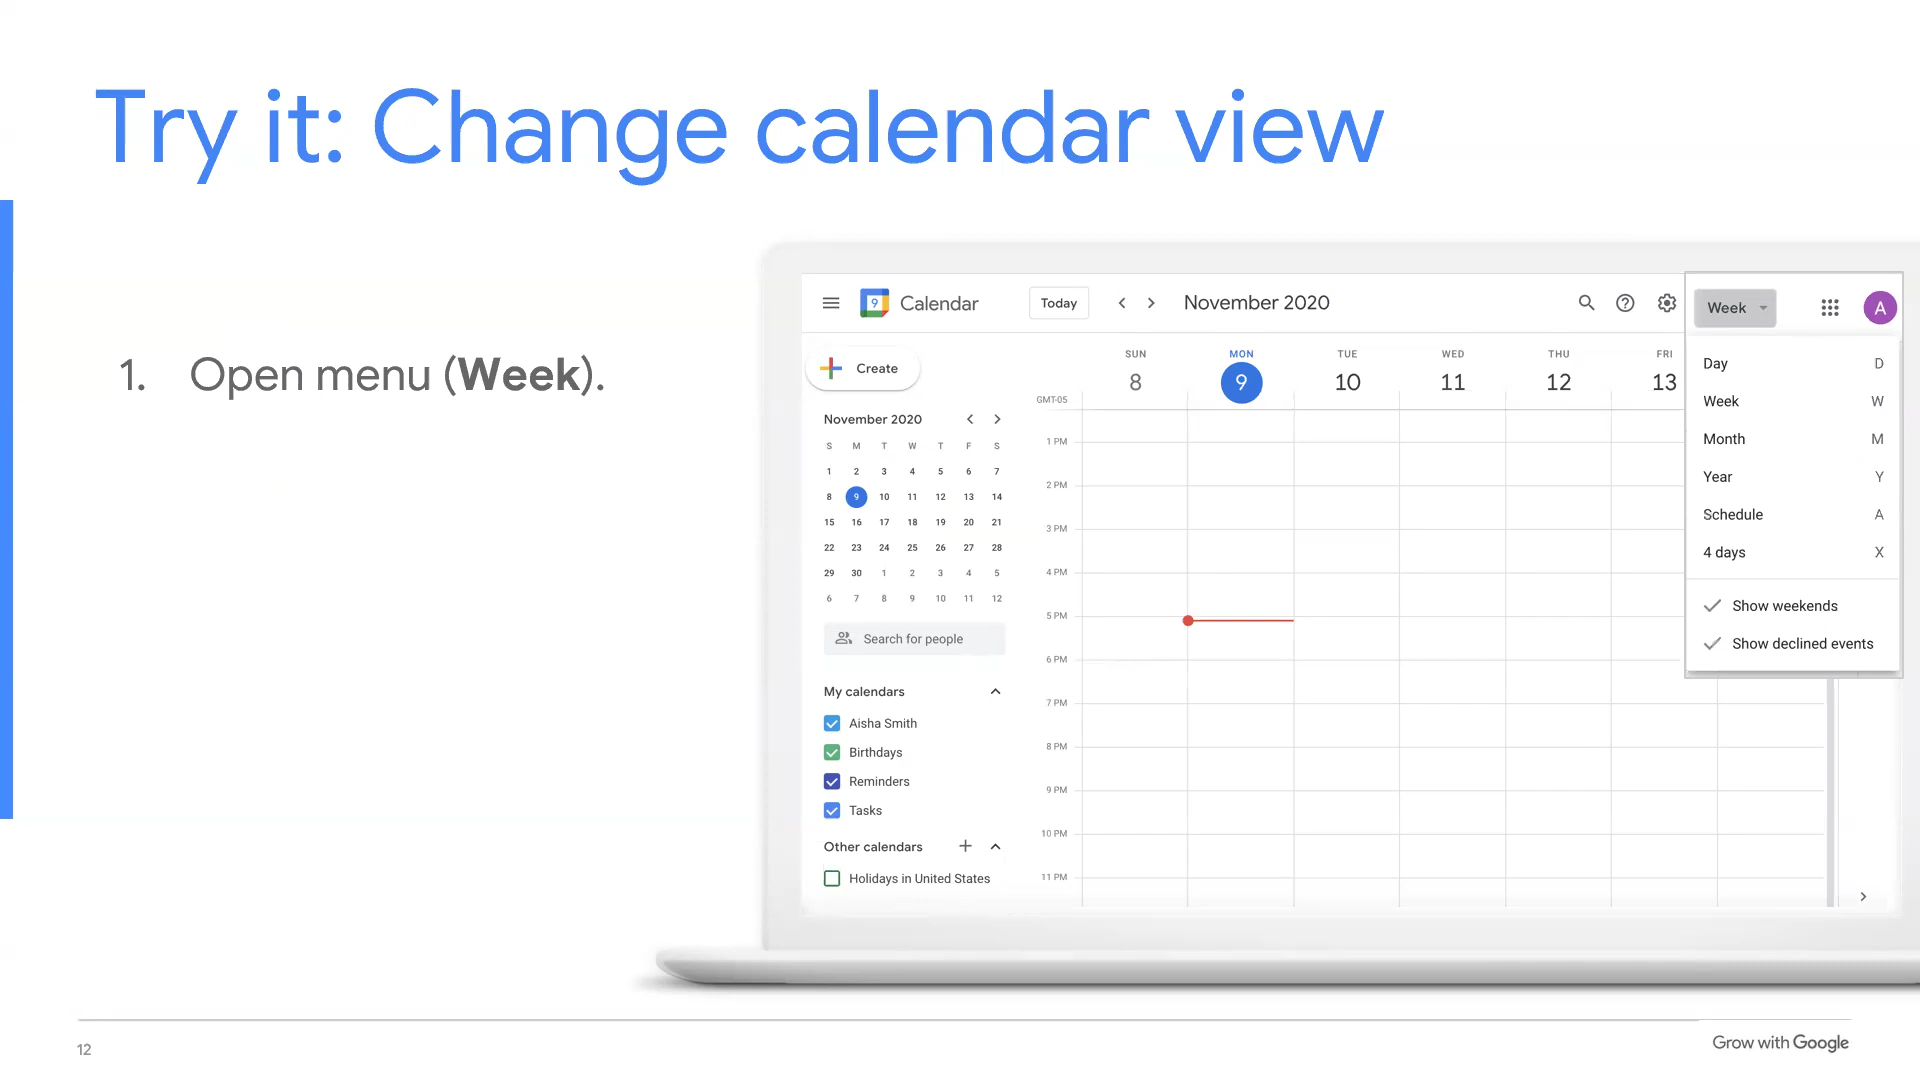 Try it: Change calendar view
1. Open menu (Week).
9 Calendar Today November 2020 Week A
Create
November 2020
S M T W T F S
1 2 3 4 5 6 7
8 9 10 11 12 13 14
15 16 17 18 19 20 21
22 23 24 25 26 27 28
29 30 1 2 3 4 5
6 7 8 9 10 11 12
Search for people
My calendars
Aisha Smith
Birthdays
Reminders
Tasks
Other calendars
Holidays in United States
SUN MON TUE WED THU FRI
8 9 10 11 12 13
GMT-05
1 PM
2 PM
3 PM
4 PM
5 PM
6 PM
7 PM
8 PM
9 PM
10 PM
11 PM
Day D
Week W
Month M
Year Y
Schedule A
4 days X
Show weekends
Show declined events
12
Grow with Google